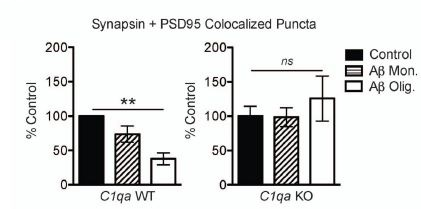 Synapsin + PSD95 Colocalized Puncta
% Control
200
150
100
50
0
**
C1qa WT
% Control
200
150
100
50
0
ns
C1qa KO
Control
Aβ Mon.
Aβ Olig.